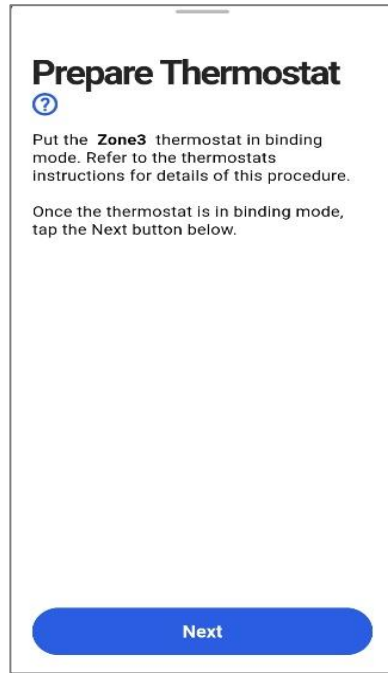 Prepare Thermostat
?
Put the Zone3 thermostat in binding
mode. Refer to the thermostats
instructions for details of this procedure.
Once the thermostat is in binding mode,
tap the Next button below.
Next